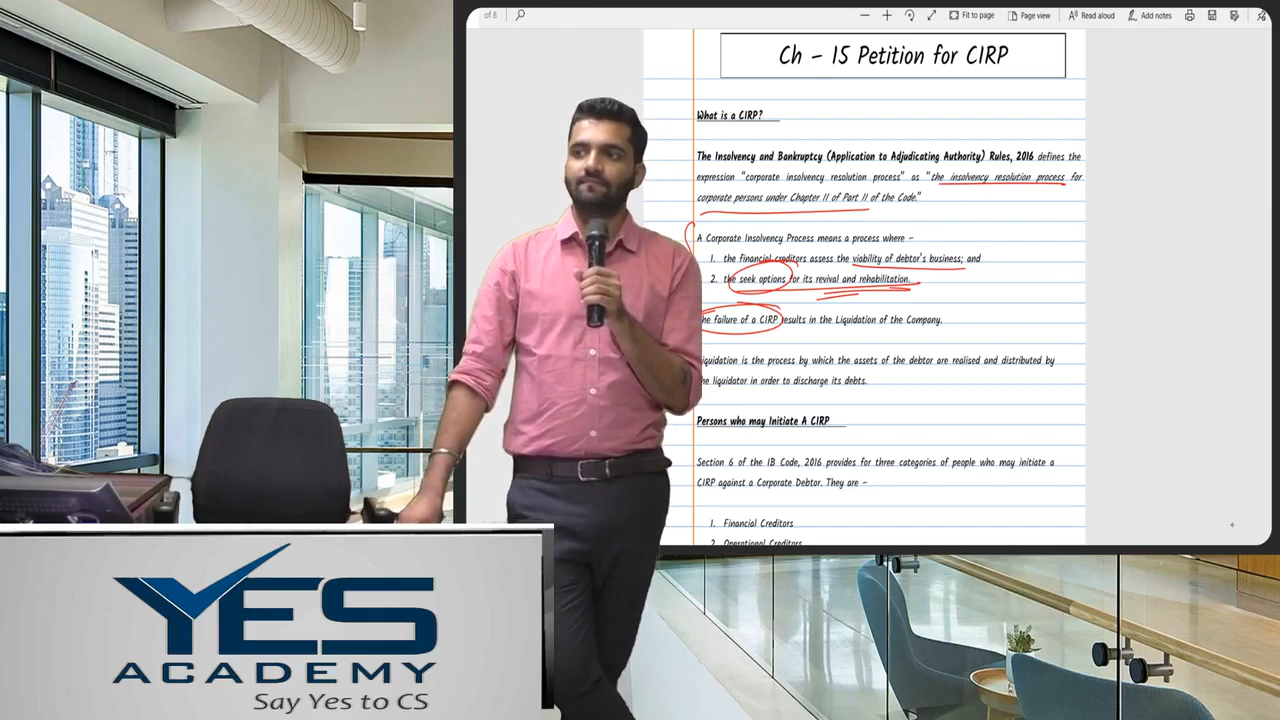 of 8
Fit to page
Page view
Read aloud
Add notes
Ch – 15 Petition for CIRP
What is a CIRP?
The Insolvency and Bankruptcy (Application to Adjudicating Authority) Rules, 2016 defines the
expression "corporate insolvency resolution process" as "the insolvency resolution process for
corporate persons under Chapter II of Part II of the Code."
A Corporate Insolvency Process means a process where –
1. the financial creditors assess the viability of debtor's business; and
2. the seek options for its revival and rehabilitation.
he failure of a CIRP results in the Liquidation of the Company.
iquidation is the process by which the assets of the debtor are realised and distributed by
he liquidator in order to discharge its debts.
Persons who may Initiate A CIRP
Section 6 of the IB Code, 2016 provides for three categories of people who may initiate a
CIRP against a Corporate Debtor. They are –
1. Financial Creditors
2. Operational Creditors
YES
ACADEMY
Say Yes to CS